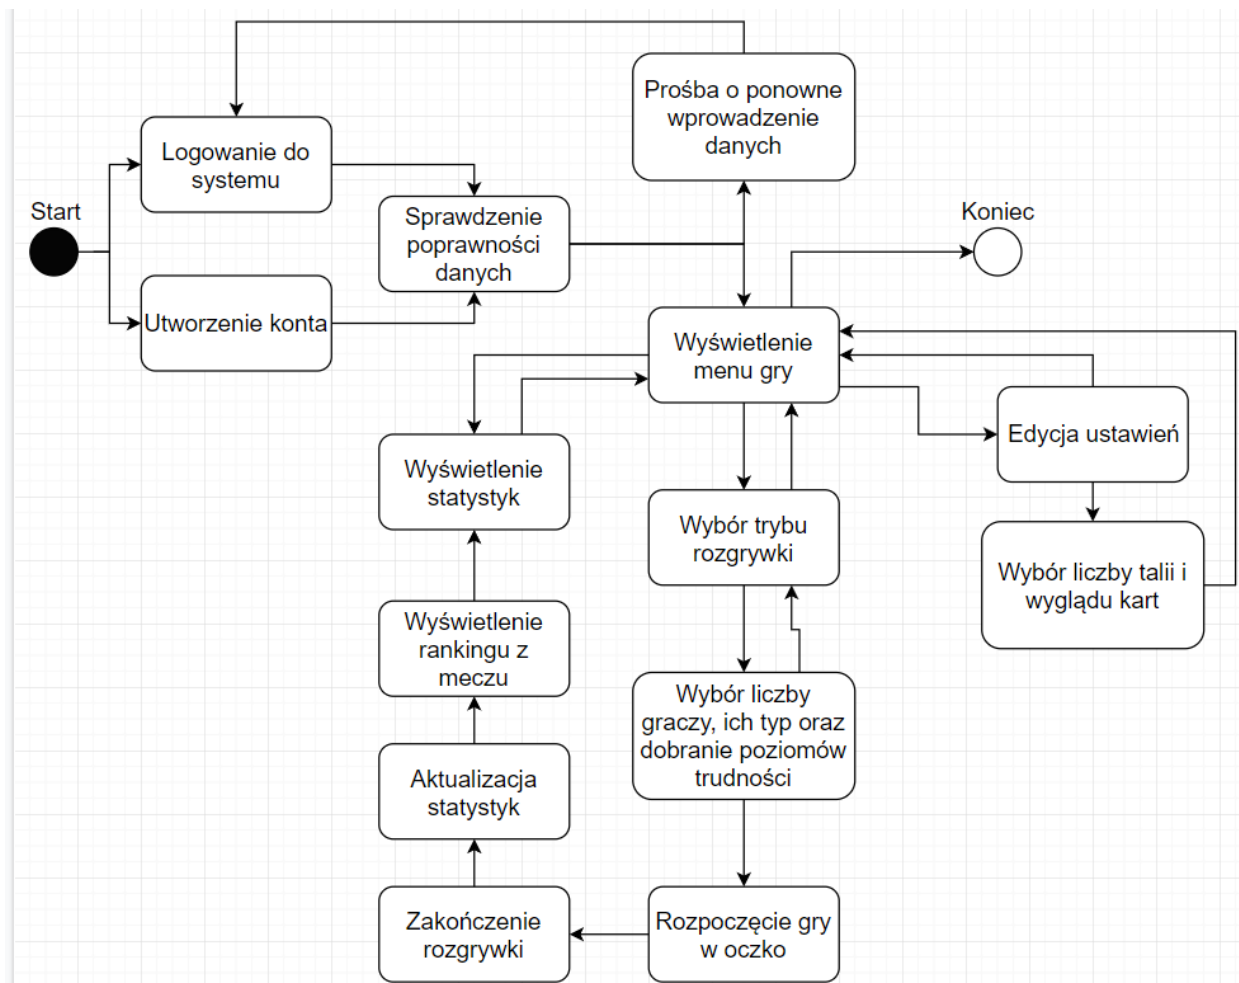 Prośba o ponowne
wprowadzenie
danych
Logowanie do
systemu
Start
Sprawdzenie
poprawności
danych
Koniec
Utworzenie konta
Wyświetlenie
menu gry
Edycja ustawień
Wyświetlenie
statystyk
Wybór trybu
rozgrywki
Wybór liczby talii i
wyglądu kart
Wyświetlenie
rankingu z
meczu
Wybór liczby
graczy, ich typ oraz
dobranie poziomów
trudności
Aktualizacja
statystyk
Zakończenie
rozgrywki
Rozpoczęcie gry
w oczko